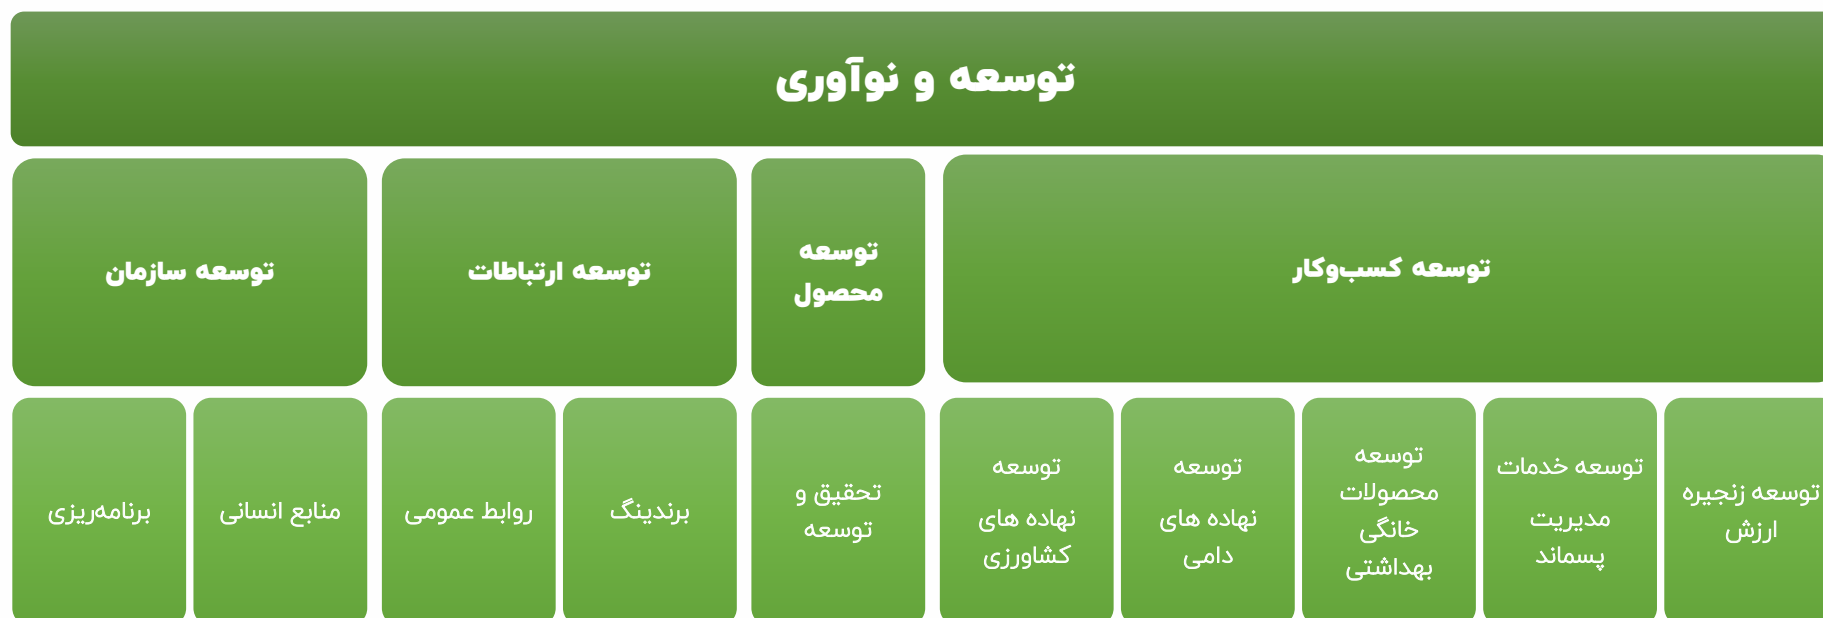 توسعه و نوآوری
توسعه کسب‌وکار
توسعه
محصول
توسعه ارتباطات
توسعه سازمان
توسعه زنجیره
ارزش
توسعه خدمات
مدیریت
پسماند
توسعه
محصولات
خانگی
بهداشتی
توسعه
نهاده های
دامی
توسعه
نهاده های
کشاورزی
تحقیق و
توسعه
برندینگ
روابط عمومی
منابع انسانی
برنامه‌ریزی